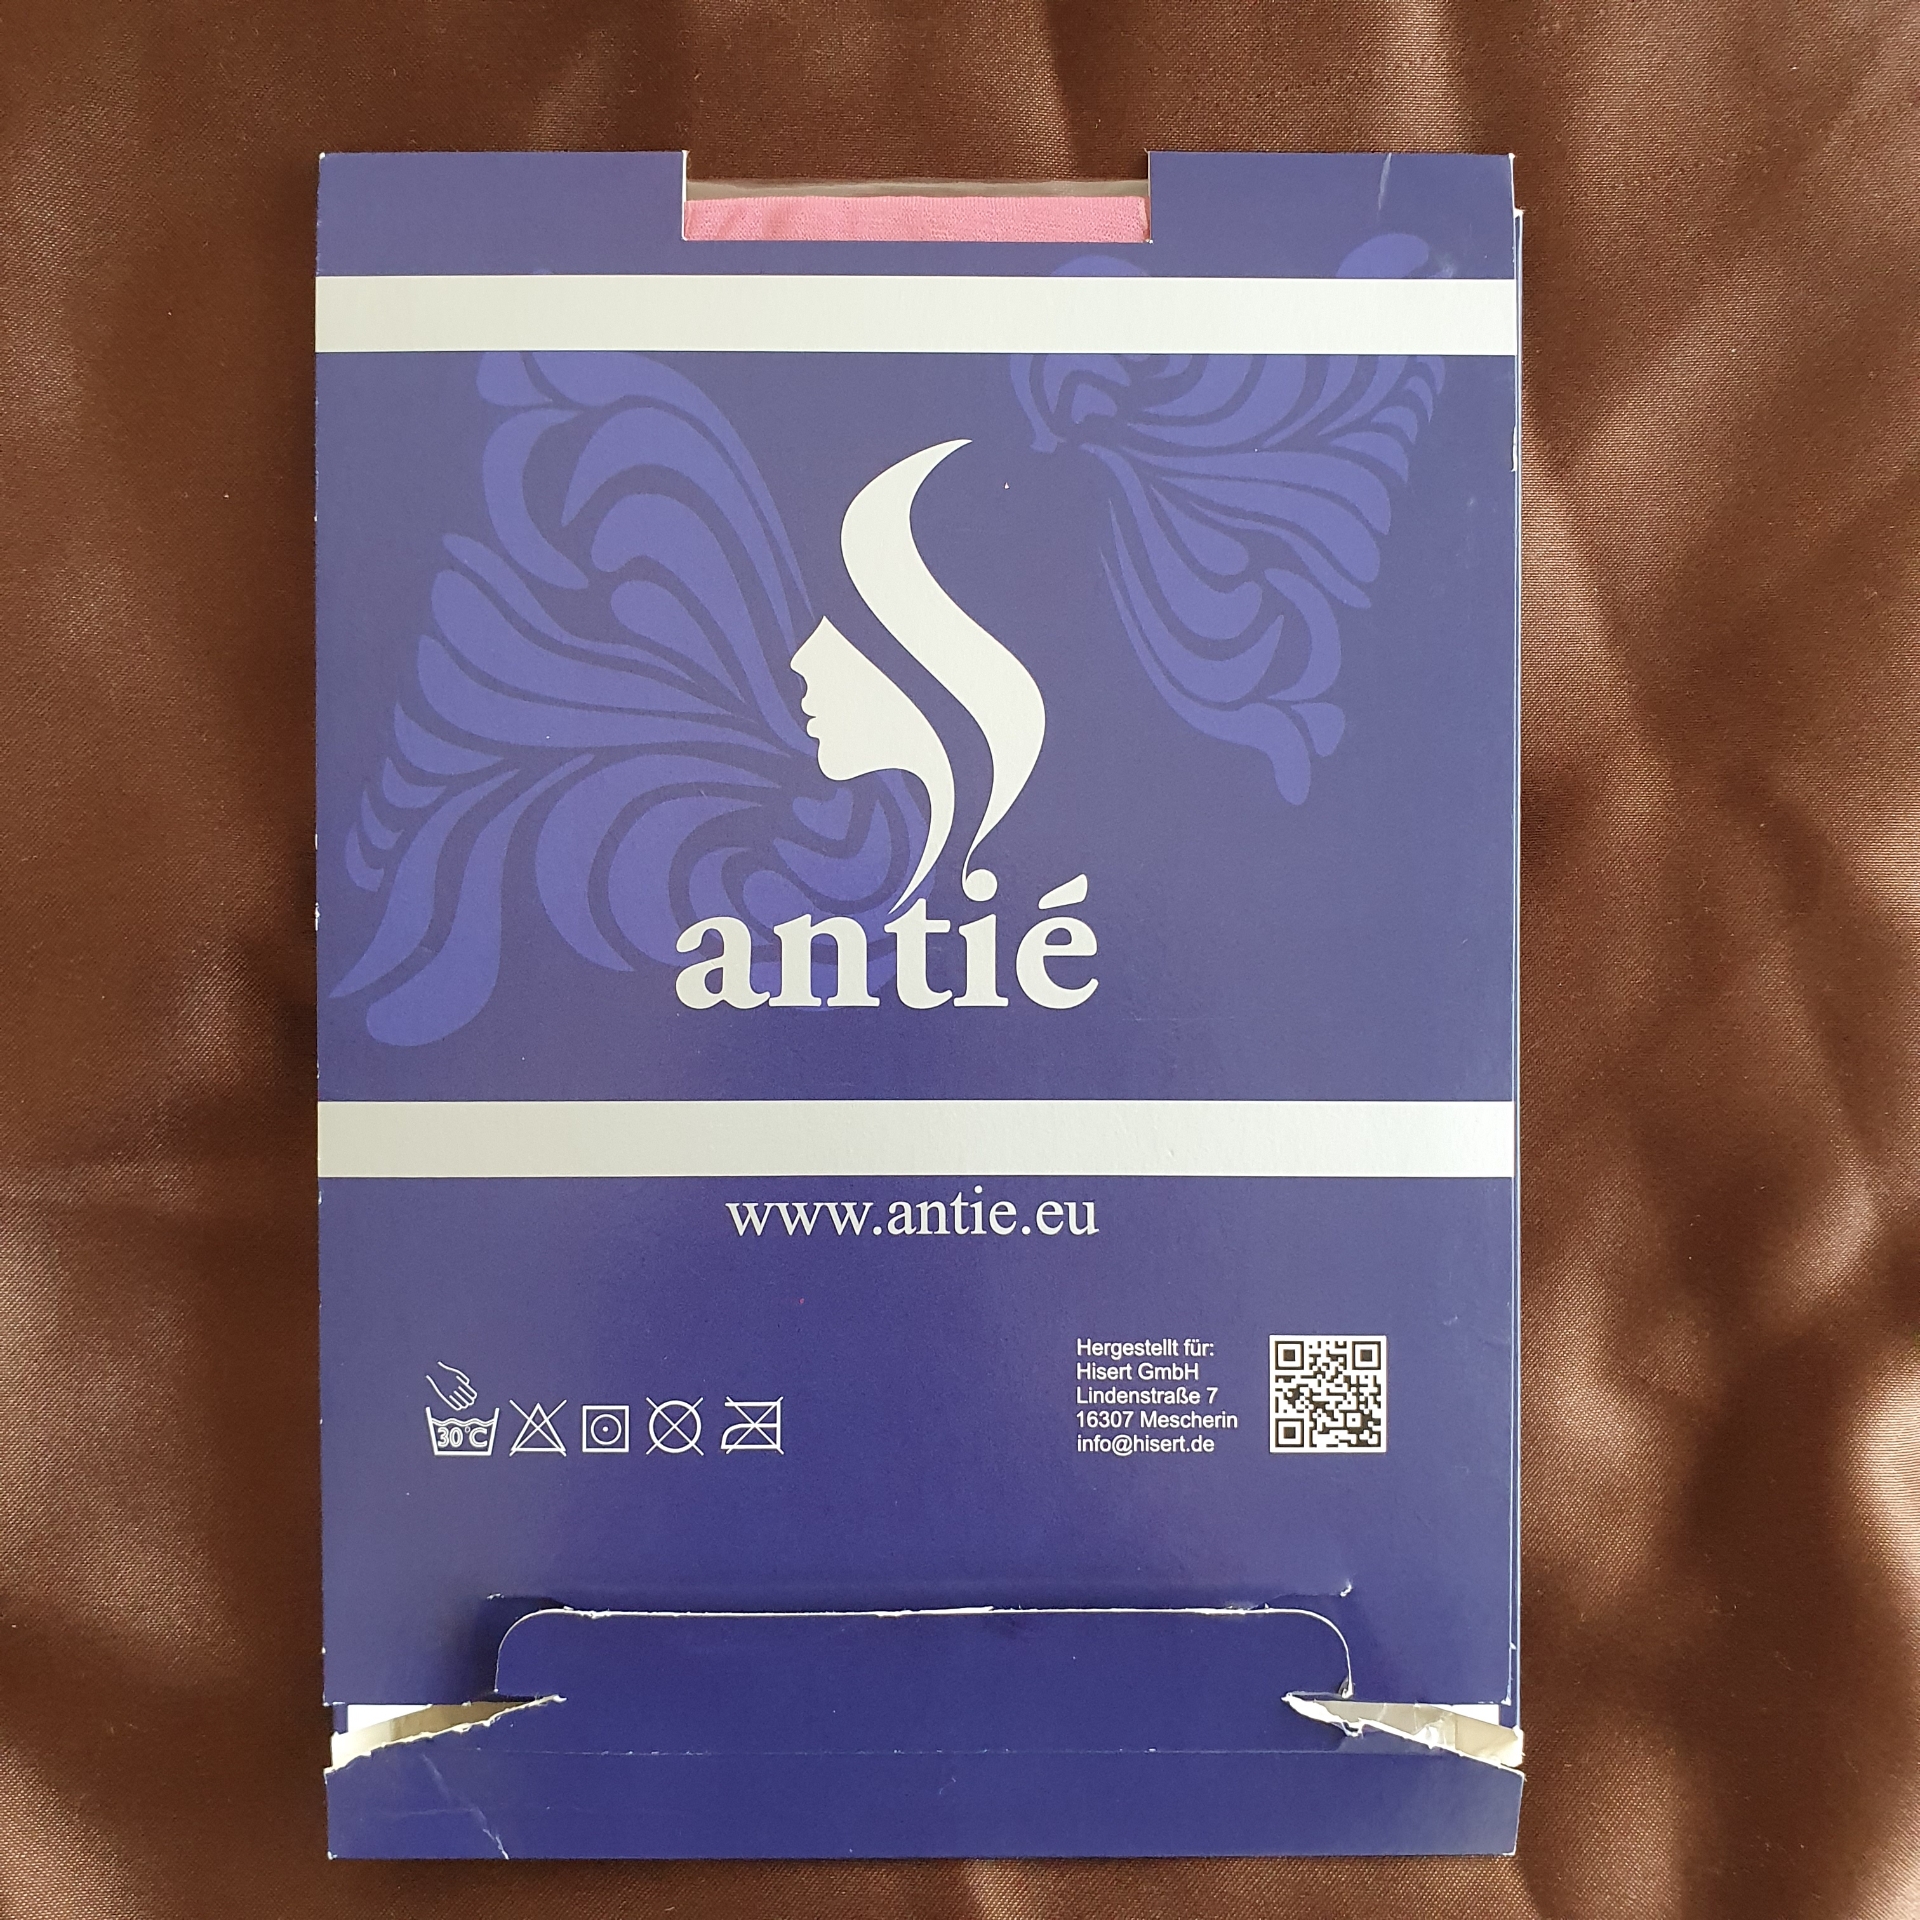 antié
www.antie.eu
30°C
Hergestellt für:
Hisert GmbH
Lindenstraße 7
16307 Mescherin
info@hisert.de